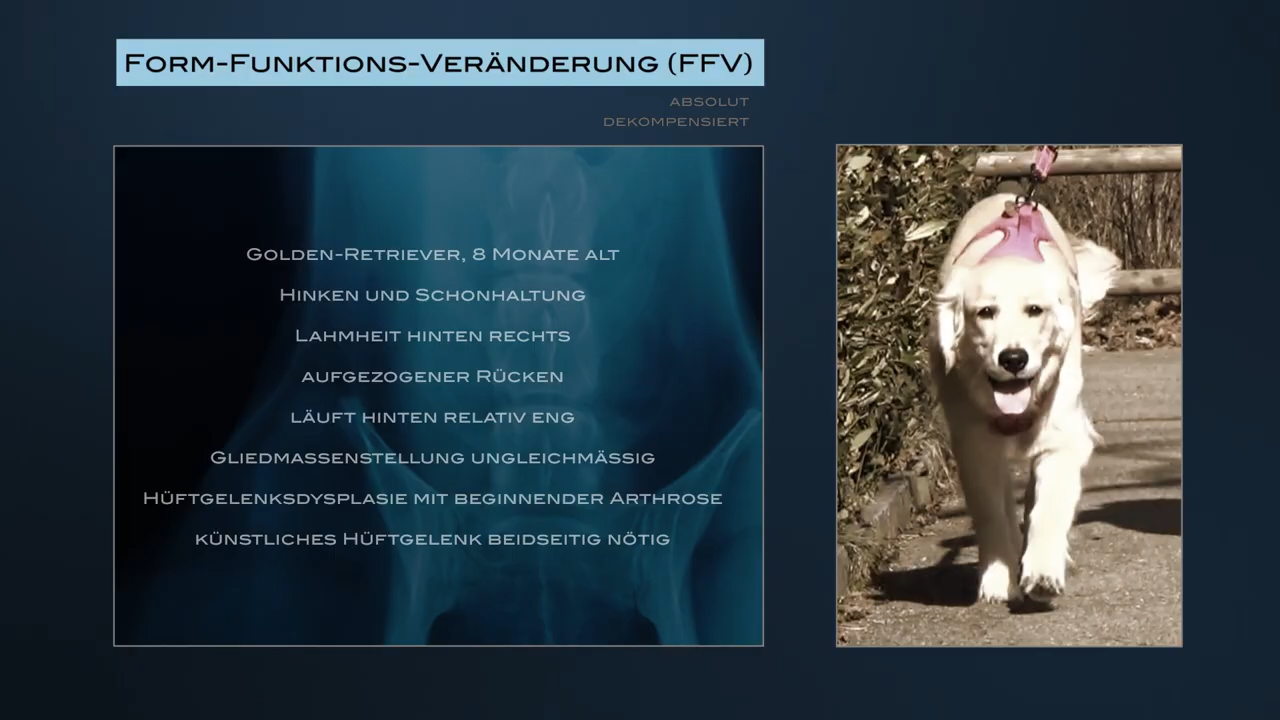 Form-Funktions-Veränderung (FFV)
absolut
dekompensiert
Golden-Retriever, 8 Monate alt
Hinken und Schonhaltung
Lahmheit hinten rechts
aufgezogener Rücken
läuft hinten relativ eng
Gliedmassenstellung ungleichmässig
Hüftgelenksdysplasie mit beginnender Arthrose
künstliches Hüftgelenk beidseitig nötig